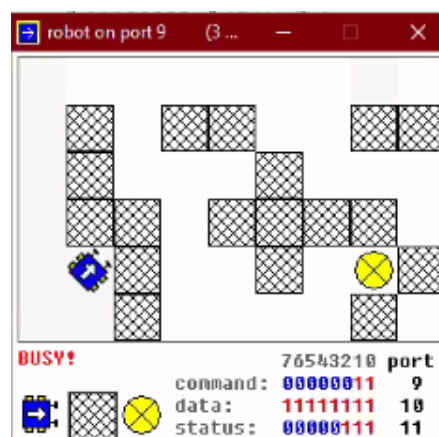 robot on port 9 (3 ...
BUSY!
76543210 port
command: 00000011 9
data: 11111111 10
status: 00000111 11